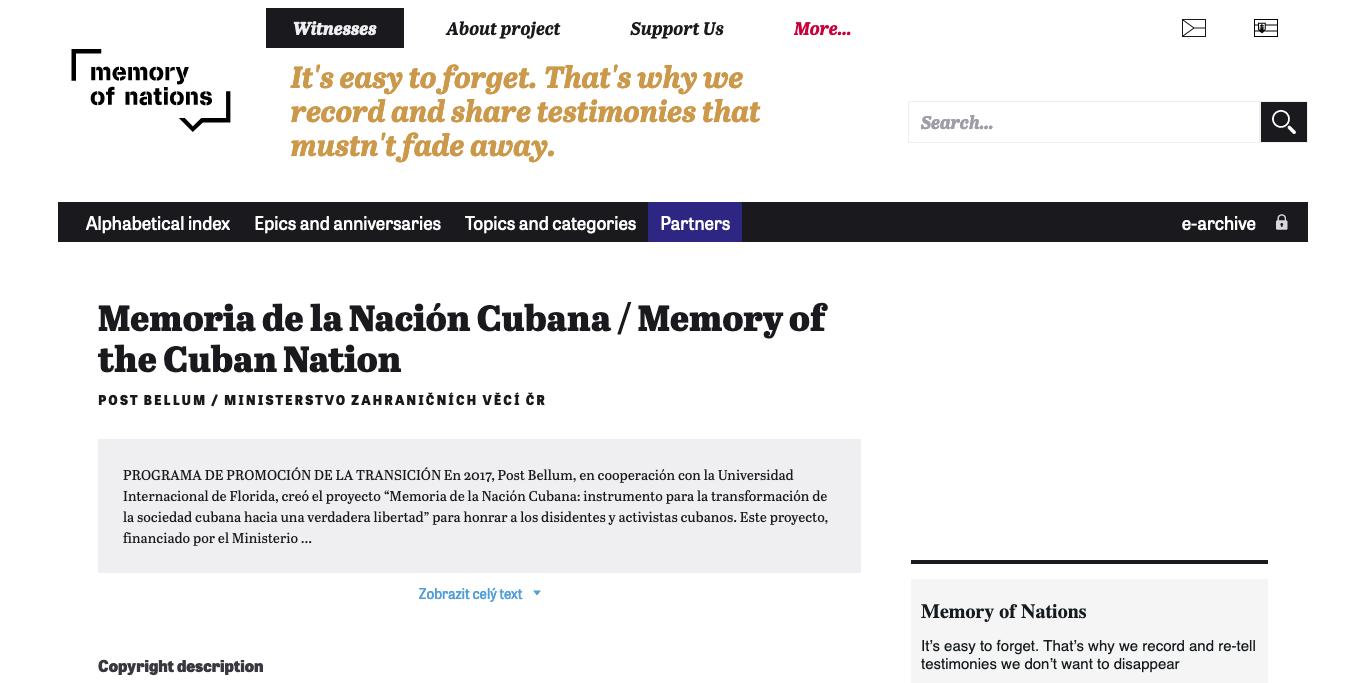 Witnesses
About project
Support Us
More...
memory
of nations
It's easy to forget. That's why we
record and share testimonies that
mustn't fade away.
Search...
Alphabetical index
Epics and anniversaries
Topics and categories
Partners
e-archive
Memoria de la Nación Cubana / Memory of
the Cuban Nation
POST BELLUM / MINISTERSTVO ZAHRANIČNÍCH VĚCÍ ČR
PROGRAMA DE PROMOCIÓN DE LA TRANSICIÓN En 2017, Post Bellum, en cooperación con la Universidad
Internacional de Florida, creó el proyecto “Memoria de la Nación Cubana: instrumento para la transformación de
la sociedad cubana hacia una verdadera libertad” para honrar a los disidentes y activistas cubanos. Este proyecto,
financiado por el Ministerio ...
Zobrazit celý text
Copyright description
Memory of Nations
It’s easy to forget. That’s why we record and re-tell
testimonies we don’t want to disappear